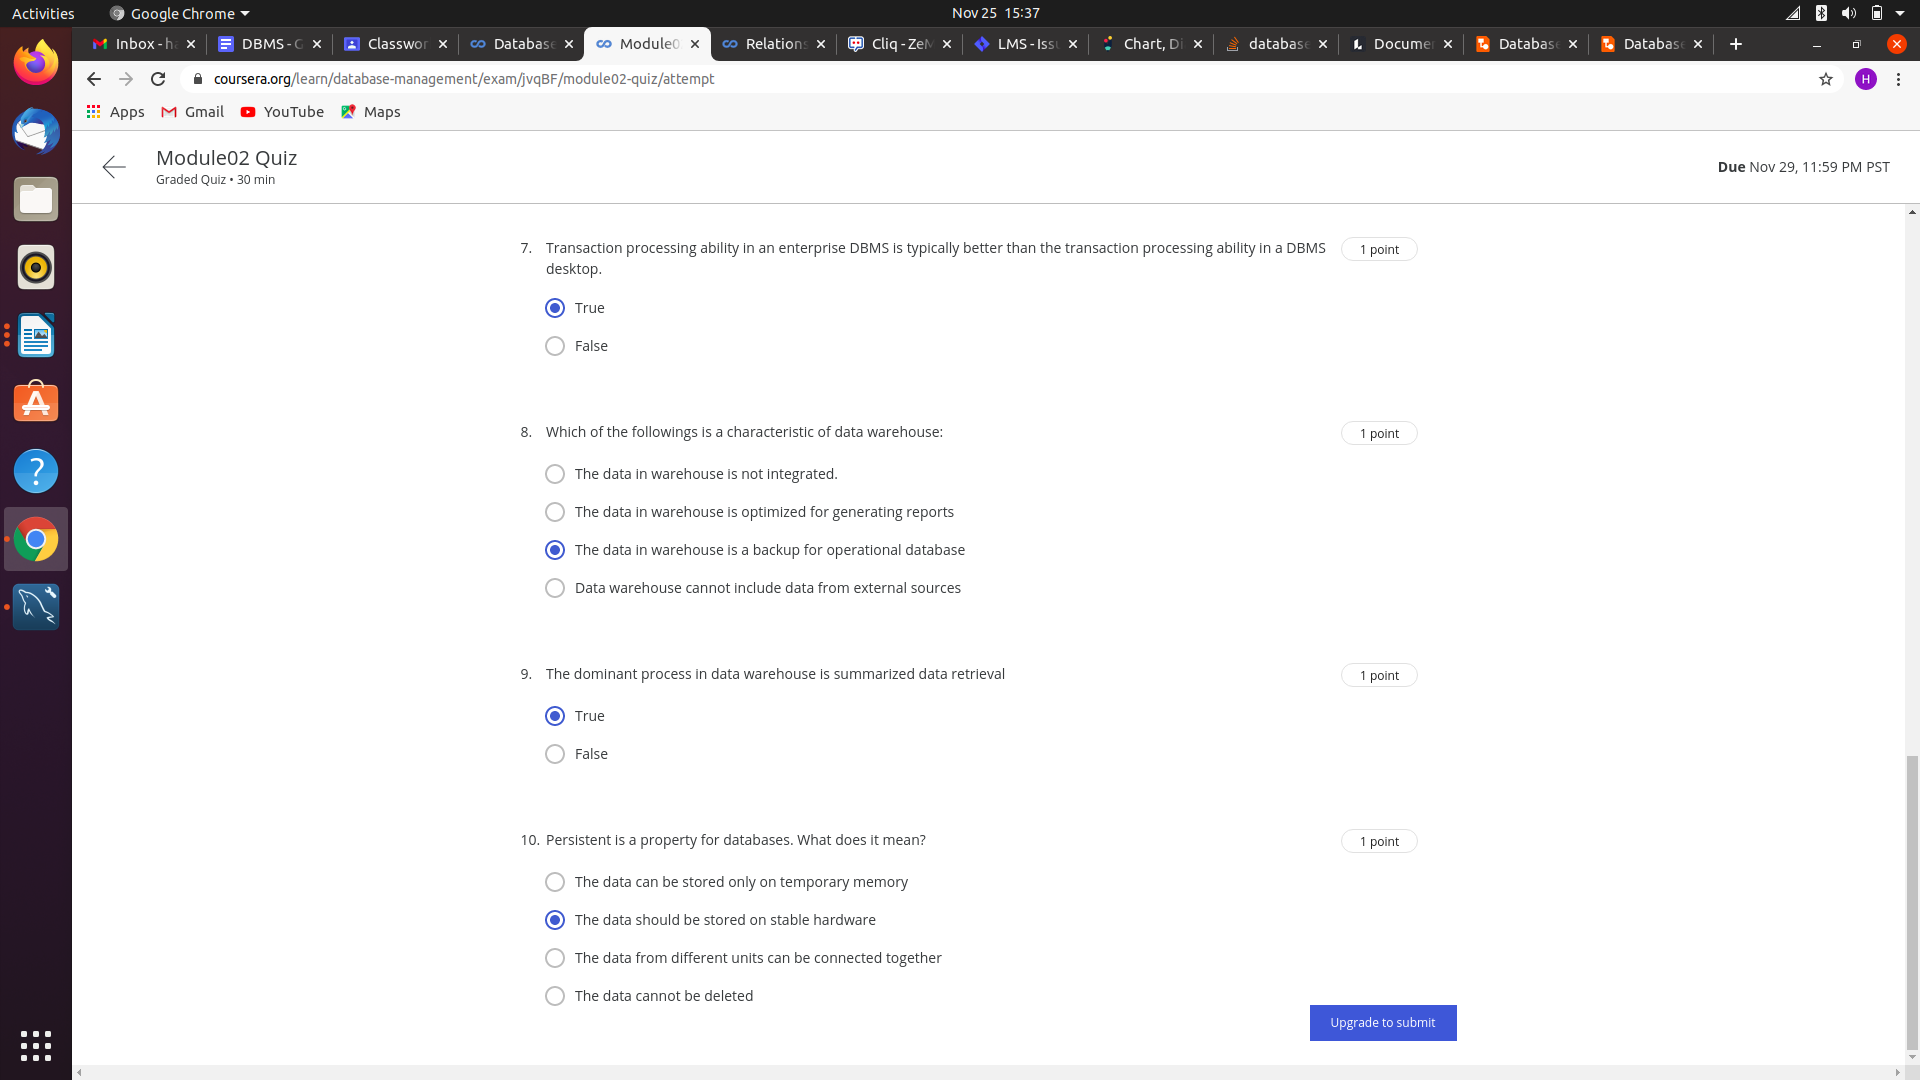 Activities
Google Chrome
Nov 25 15:37
Inbox - h
DBMS - 
Classwor
Database
Module0
Relation
Cliq - Ze
LMS - Iss
Chart, Di
database
Documen
Database
Database
coursera.org/learn/database-management/exam/jvqBF/module02-quiz/attempt
H
Apps
Gmail
YouTube
Maps
Module02 Quiz
Graded Quiz • 30 min
Due Nov 29, 11:59 PM PST
7. Transaction processing ability in an enterprise DBMS is typically better than the transaction processing ability in a DBMS
desktop.
1 point
True
False
8. Which of the followings is a characteristic of data warehouse:
1 point
The data in warehouse is not integrated.
The data in warehouse is optimized for generating reports
The data in warehouse is a backup for operational database
Data warehouse cannot include data from external sources
9. The dominant process in data warehouse is summarized data retrieval
1 point
True
False
10. Persistent is a property for databases. What does it mean?
1 point
The data can be stored only on temporary memory
The data should be stored on stable hardware
The data from different units can be connected together
The data cannot be deleted
Upgrade to submit